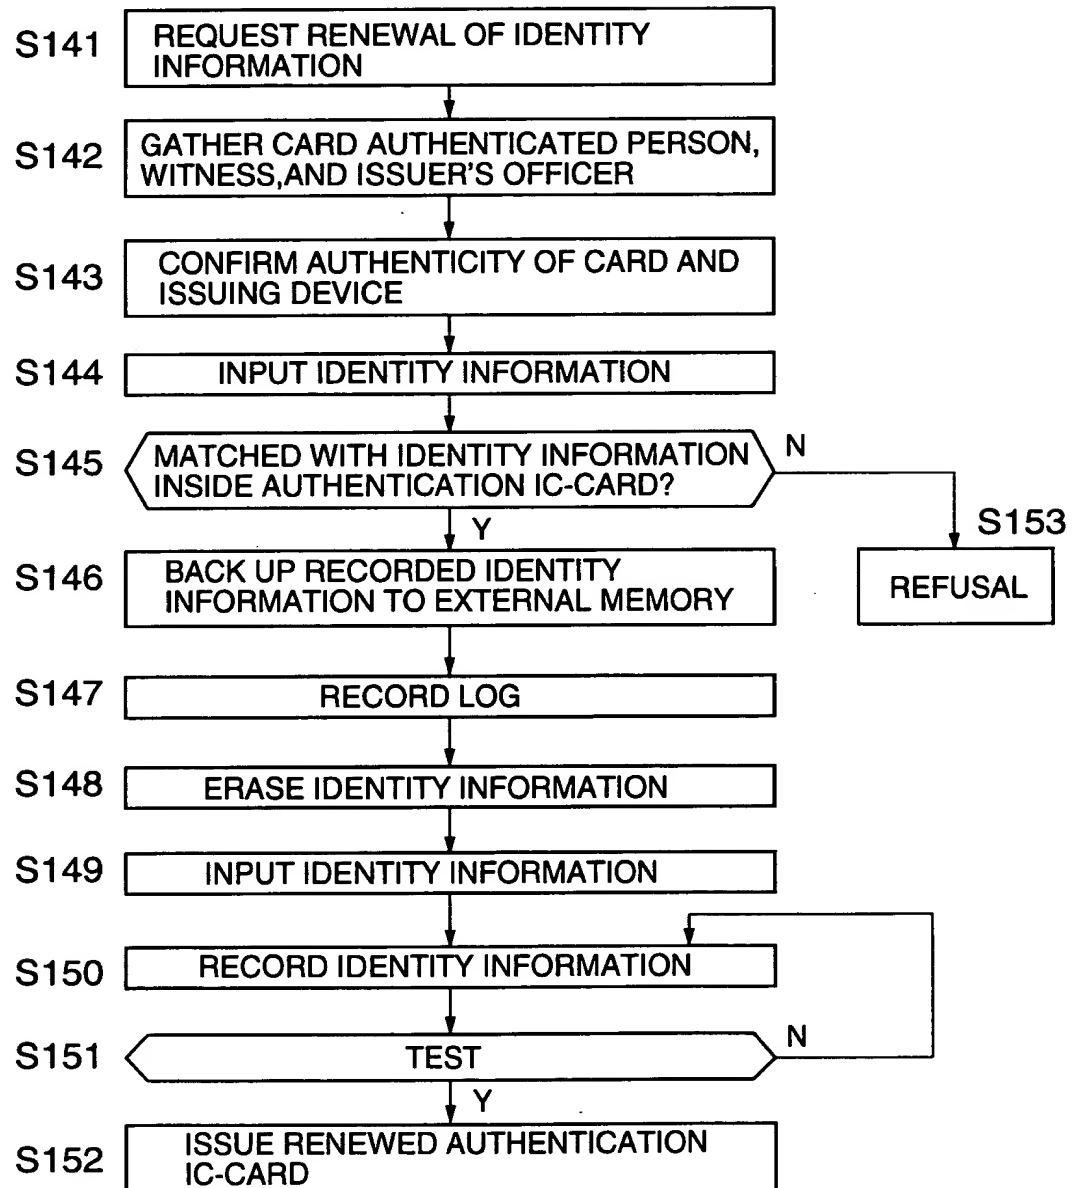 S141
REQUEST RENEWAL OF IDENTITY
INFORMATION
S142
GATHER CARD AUTHENTICATED PERSON,
WITNESS,AND ISSUER'S OFFICER
S143
CONFIRM AUTHENTICITY OF CARD AND
ISSUING DEVICE
S144
INPUT IDENTITY INFORMATION
S145
MATCHED WITH IDENTITY INFORMATION
INSIDE AUTHENTICATION IC-CARD?
N
Y
S153
REFUSAL
S146
BACK UP RECORDED IDENTITY
INFORMATION TO EXTERNAL MEMORY
S147
RECORD LOG
S148
ERASE IDENTITY INFORMATION
S149
INPUT IDENTITY INFORMATION
S150
RECORD IDENTITY INFORMATION
S151
TEST
N
Y
S152
ISSUE RENEWED AUTHENTICATION
IC-CARD